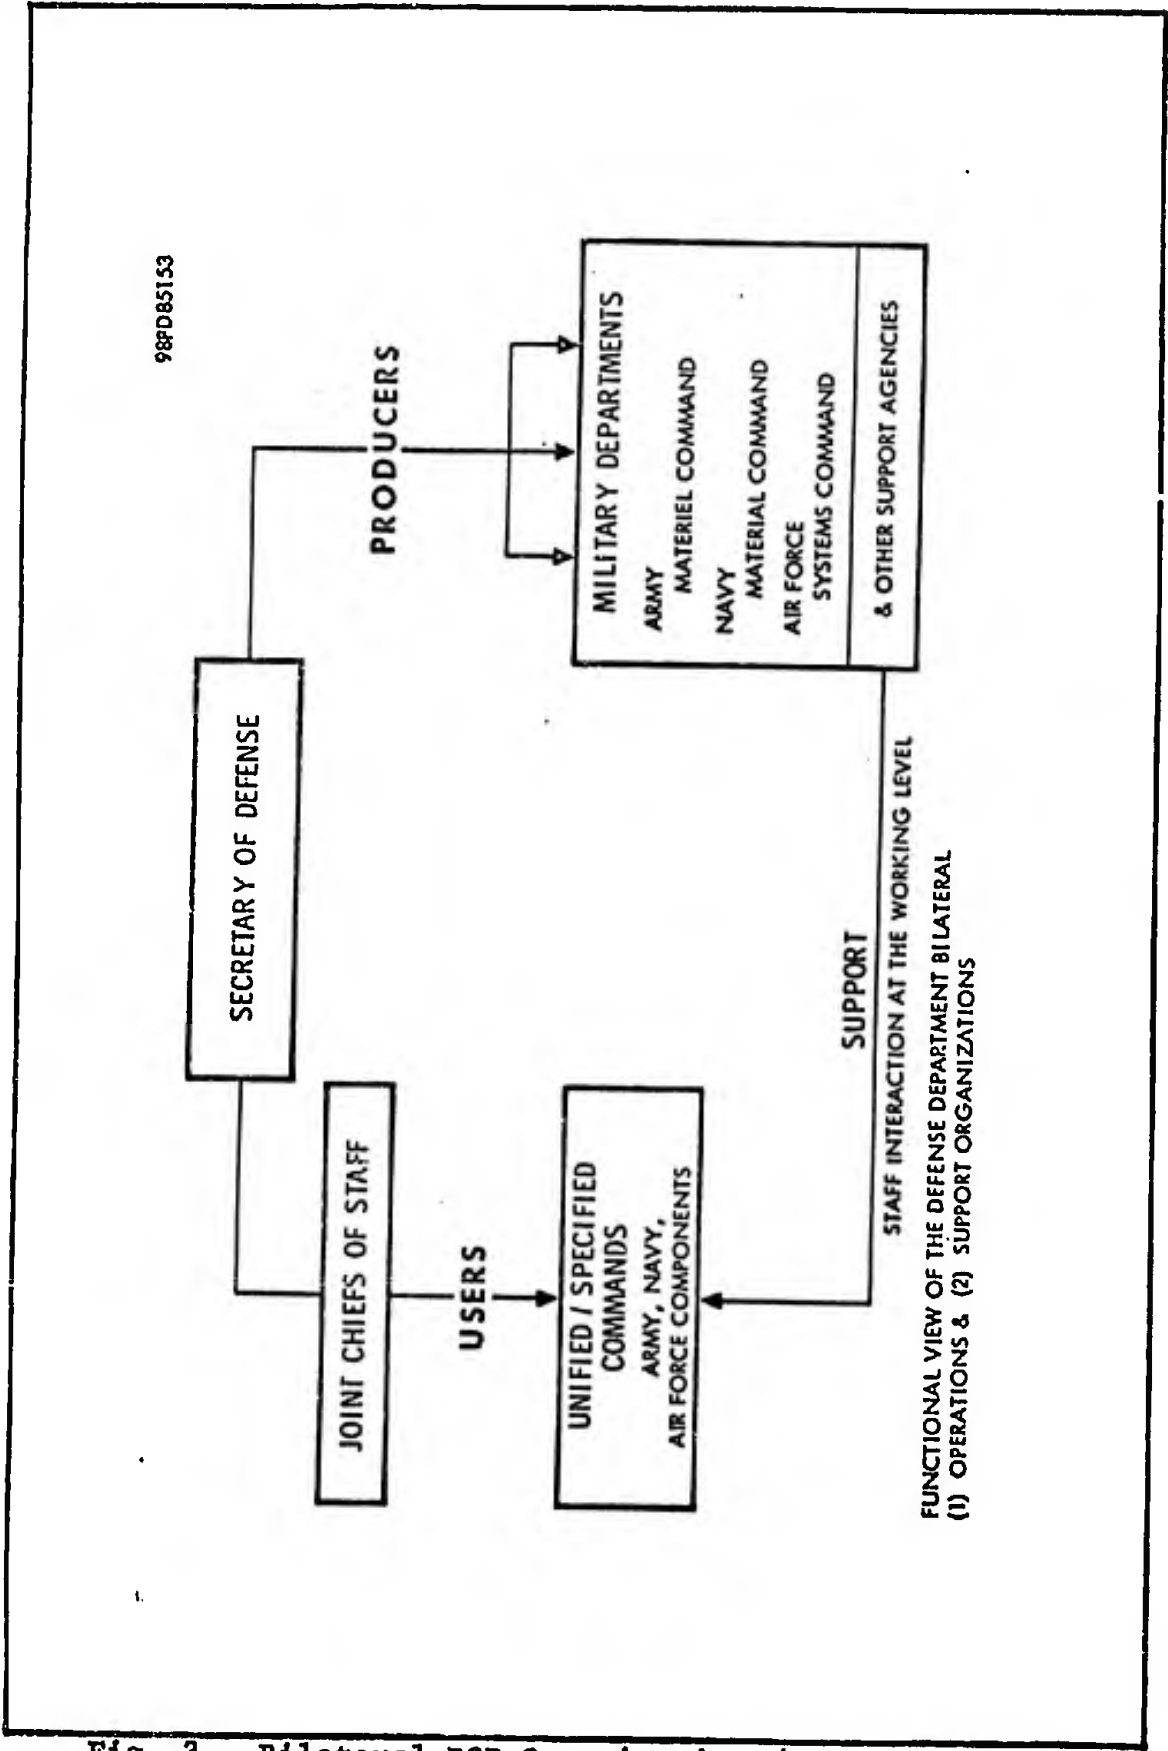 98PD85153
SECRETARY OF DEFENSE
JOINT CHIEFS OF STAFF
USERS
PRODUCERS
UNIFIED / SPECIFIED
COMMANDS
ARMY, NAVY,
AIR FORCE COMPONENTS
MILITARY DEPARTMENTS
ARMY
MATERIEL COMMAND
NAVY
MATERIAL COMMAND
AIR FORCE
SYSTEMS COMMAND
& OTHER SUPPORT AGENCIES
SUPPORT
STAFF INTERACTION AT THE WORKING LEVEL
FUNCTIONAL VIEW OF THE DEFENSE DEPARTMENT BILATERAL
(1) OPERATIONS & (2) SUPPORT ORGANIZATIONS
Fig. Bilateral